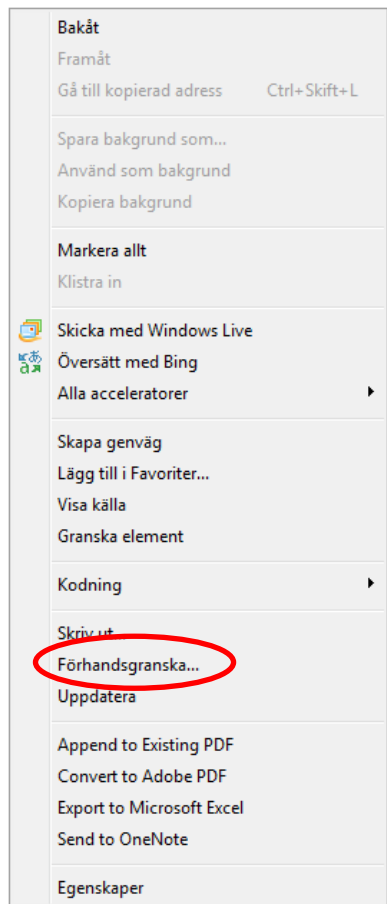 Bakåt
Framåt
Gå till kopierad adress Ctrl+Skift+L
Spara bakgrund som...
Använd som bakgrund
Kopiera bakgrund
Markera allt
Klistra in
Skicka med Windows Live
Översätt med Bing
Alla acceleratorer
Skapa genväg
Lägg till i Favoriter...
Visa källa
Granska element
Kodning
Skriv ut...
Förhandsgranska...
Uppdatera
Append to Existing PDF
Convert to Adobe PDF
Export to Microsoft Excel
Send to OneNote
Egenskaper